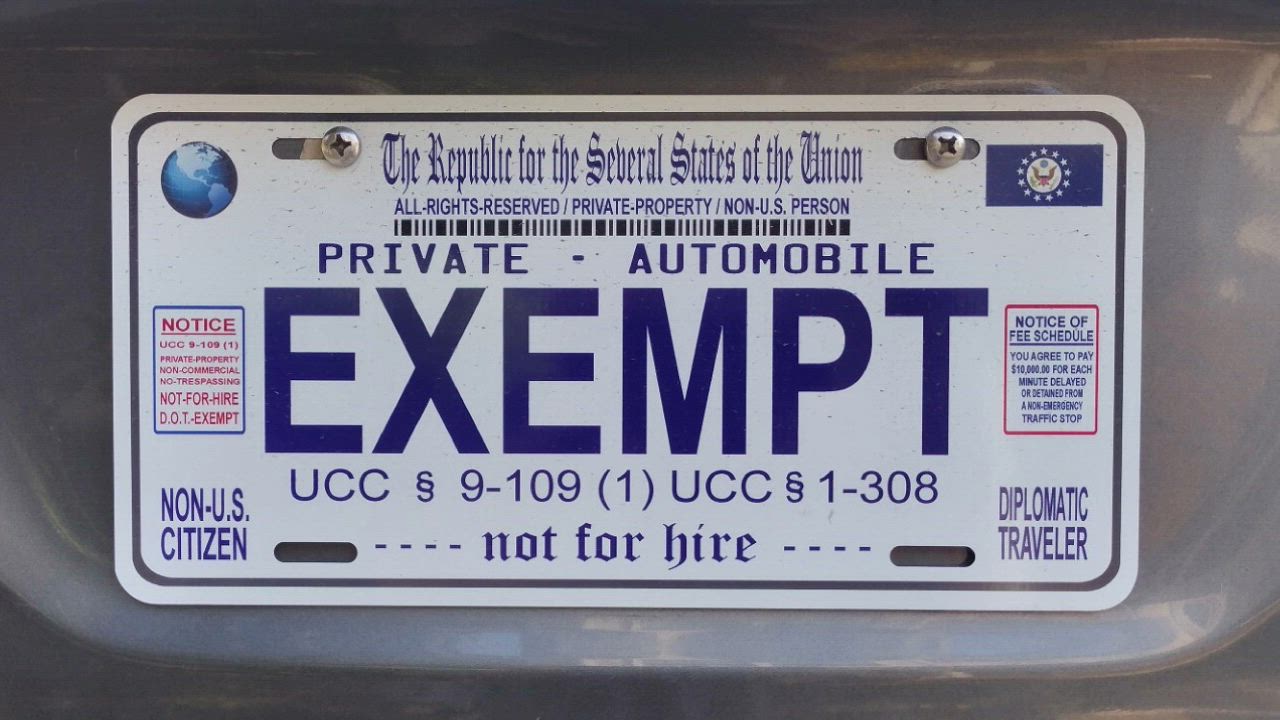 The Republic for the Several States of the Union
ALL-RIGHTS-RESERVED / PRIVATE-PROPERTY / NON-U.S. PERSON
PRIVATE - AUTOMOBILE
EXEMPT
NOTICE
UCC 9-109 (1)
PRIVATE-PROPERTY
NON-COMMERCIAL
NO-TRESPASSING
NOT-FOR-HIRE
D.O.T.-EXEMPT
NOTICE OF
FEE SCHEDULE
YOU AGREE TO PAY
$10,000.00 FOR EACH
MINUTE DELAYED
OR DETAINED FROM
A NON-EMERGENCY
TRAFFIC STOP
UCC § 9-109 (1) UCC § 1-308
NON-U.S.
CITIZEN
---- not for hire ----
DIPLOMATIC
TRAVELER